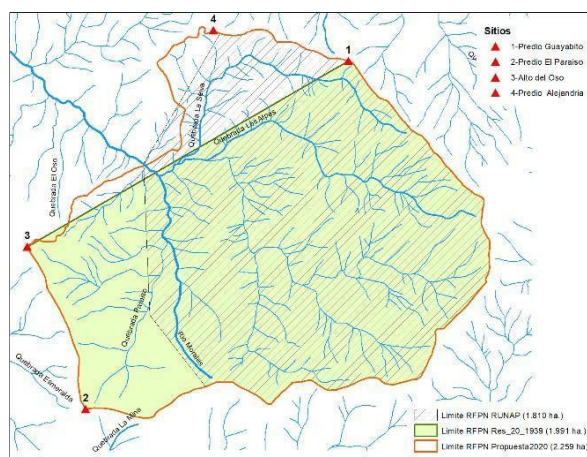 4
1
Sitios
1-Predio Guayabito
2-Predio El Paraiso
3-Alto del Oso
4-Predio Alejandria
Quebrada La Selva
Quebrada Los Alpes
Quebrada El Oso
3
Quebrada Paraiso
Rio Morales
Quebrada Esmeralda
2
Quebrada La Mina
Limite RFPN RUNAP (1.810 ha.)
Limite RFPN Res_20_1939 (1.991 ha.)
Limite RFPN Propuesta2020 (2.259 ha)